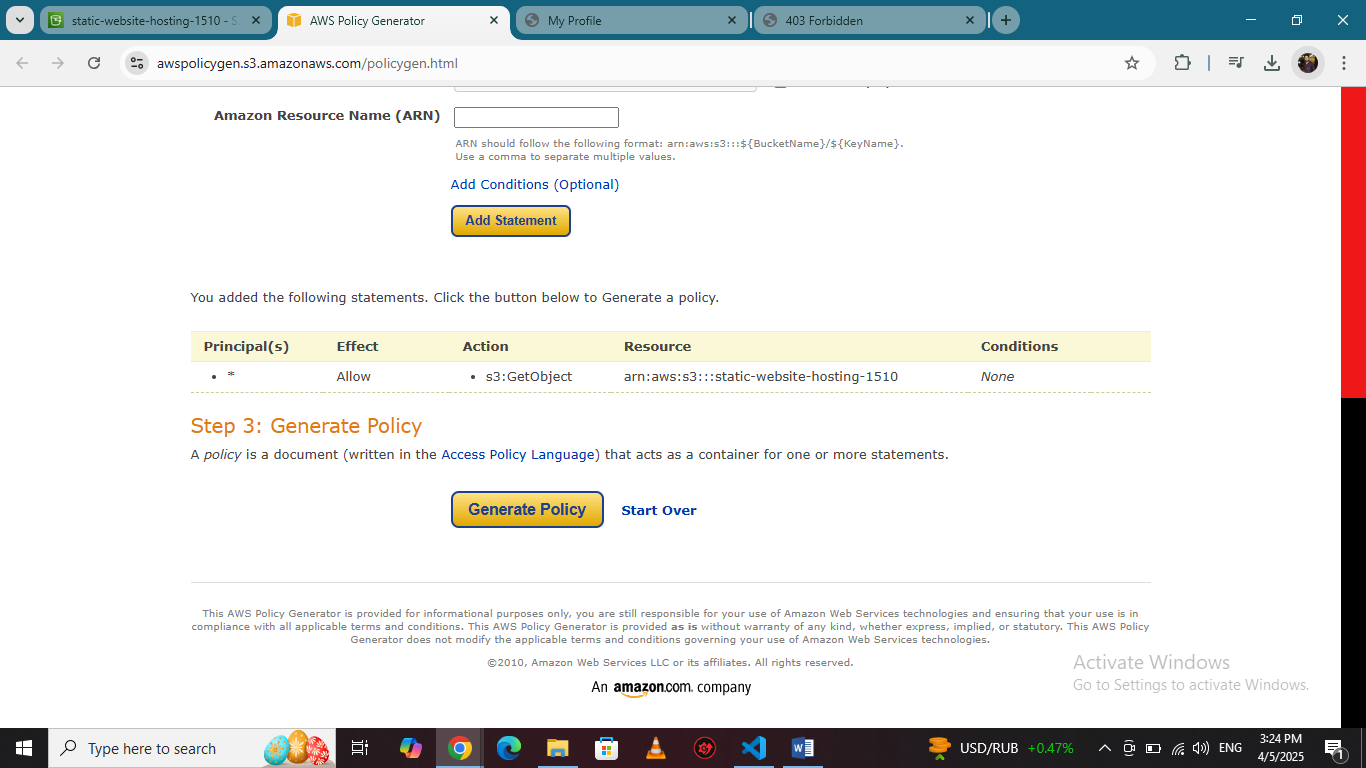 static-website-hosting-1510 - S
AWS Policy Generator
My Profile
403 Forbidden
awspolicygen.s3.amazonaws.com/policygen.html
Amazon Resource Name (ARN)
ARN should follow the following format: arn:aws:s3:::${BucketName}/${KeyName}.
Use a comma to separate multiple values.
Add Conditions (Optional)
Add Statement
You added the following statements. Click the button below to Generate a policy.
Principal(s) Effect Action Resource Conditions
• * Allow • s3:GetObject arn:aws:s3:::static-website-hosting-1510 None
Step 3: Generate Policy
A policy is a document (written in the Access Policy Language) that acts as a container for one or more statements.
Generate Policy Start Over
This AWS Policy Generator is provided for informational purposes only, you are still responsible for your use of Amazon Web Services technologies and ensuring that your use is in
compliance with all applicable terms and conditions. This AWS Policy Generator is provided as is without warranty of any kind, whether express, implied, or statutory. This AWS Policy
Generator does not modify the applicable terms and conditions governing your use of Amazon Web Services technologies.
©2010, Amazon Web Services LLC or its affiliates. All rights reserved.
An amazon.com. company
Activate Windows
Go to Settings to activate Windows.
Type here to search
USD/RUB +0.47%
ENG
3:24 PM
4/5/2025
1